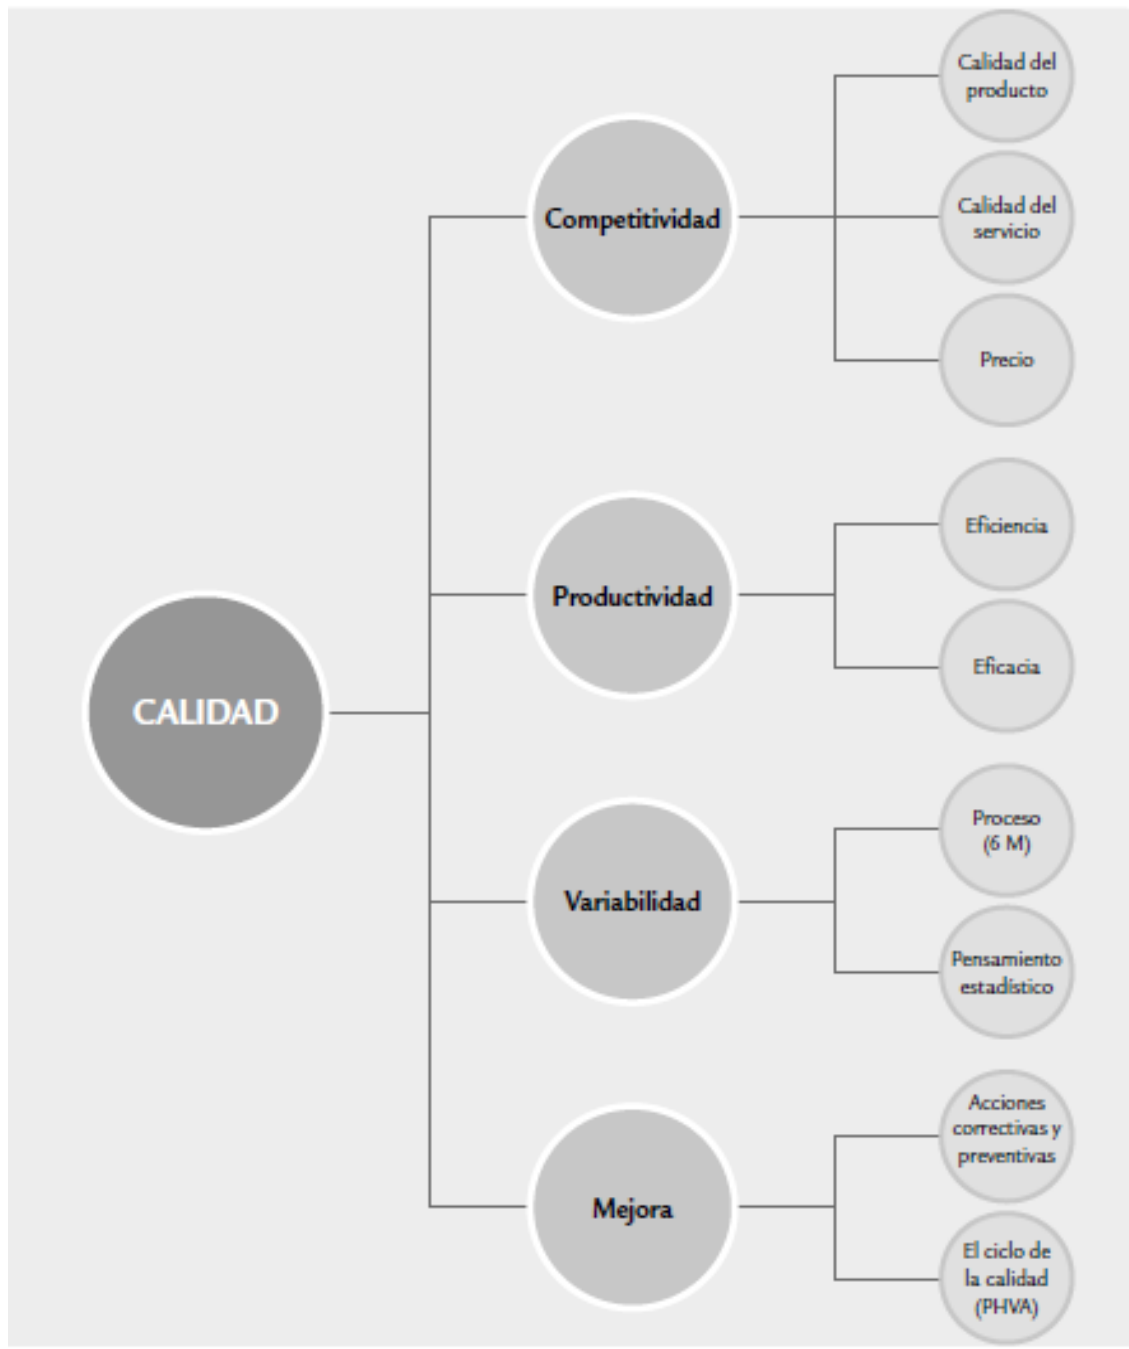 Calidad del
producto
Competitividad
Calidad del
servicio
Precio
Eficiencia
Productividad
Eficacia
CALIDAD
Proceso
(6 M)
Variabilidad
Pensamiento
estadístico
Acciones
correctivas y
preventivas
Mejora
El ciclo de
la calidad
(PHVA)